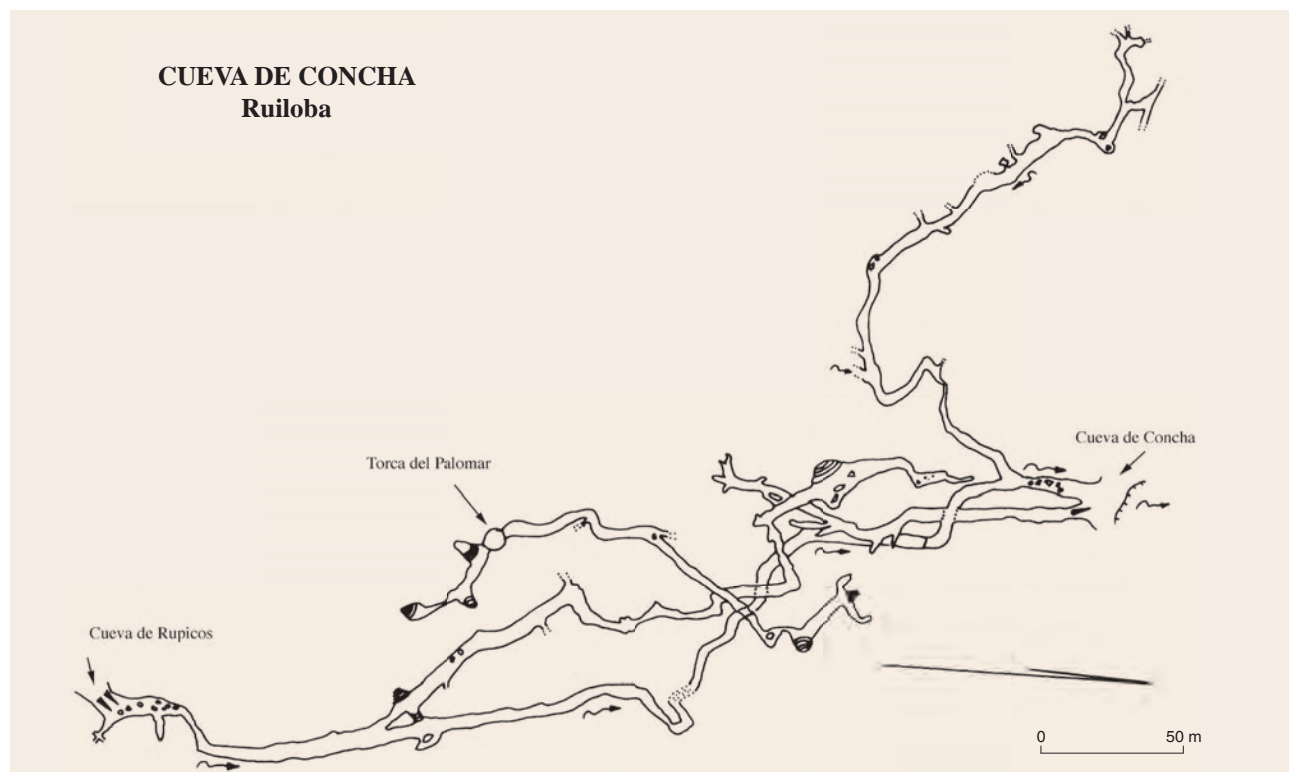 CUEVA DE CONCHA
Ruiloba
Cueva de Concha
Torca del Palomar
Cueva de Rupicos
0 50 m